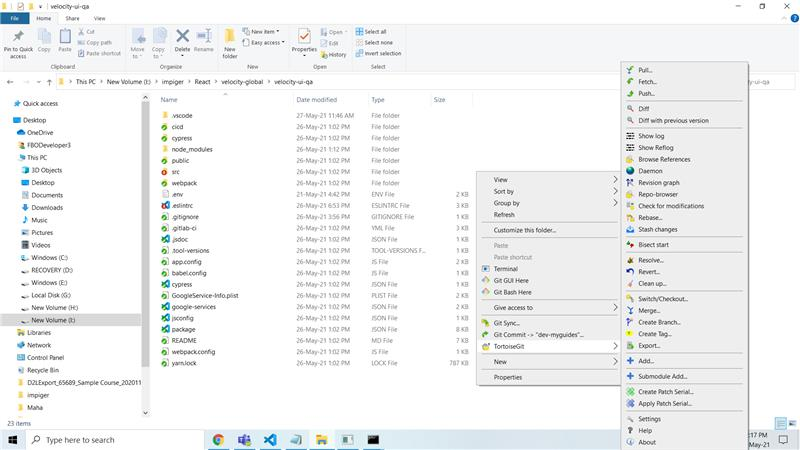 velocity-ui-qa
File Home Share View
Pin to Quick access
Copy
Paste
Cut
Copy path
Paste shortcut
Clipboard
Move to
Copy to
Delete
Rename
Organize
New folder
New item
Easy access
New
Properties
Open
Edit
History
Open
Select all
Select none
Invert selection
Select
This PC > New Volume (I:) > impiger > React > velocity-global > velocity-ui-qa
velocity-ui-qa
Quick access
Desktop
OneDrive
FBODeveloper3
This PC
3D Objects
Desktop
Documents
Downloads
Music
Pictures
Videos
Windows (C:)
RECOVERY (D:)
Windows (E:)
Local Disk (G:)
New Volume (H:)
New Volume (I:)
Libraries
Network
Control Panel
Recycle Bin
D2LExport_65689_Sample Course_202011
impiger
Maha
Name Date modified Type Size
.vscode 27-May-21 11:46 AM File folder
cicd 26-May-21 1:02 PM File folder
cypress 26-May-21 1:02 PM File folder
node_modules 26-May-21 1:12 PM File folder
public 26-May-21 1:02 PM File folder
src 26-May-21 1:02 PM File folder
webpack 26-May-21 1:02 PM File folder
.env 21-May-21 4:42 PM ENV File 2 KB
.eslintrc 26-May-21 6:53 PM ESLINTRC File 1 KB
.gitignore 26-May-21 3:56 PM GITIGNORE File 1 KB
.gitlab-ci 26-May-21 1:02 PM YML File 3 KB
.jsdoc 26-May-21 1:02 PM JSON File 1 KB
.tool-versions 26-May-21 1:02 PM TOOL-VERSIONS F... 1 KB
app.config 26-May-21 1:02 PM JS File 2 KB
babel.config 26-May-21 1:02 PM JS File 1 KB
cypress 26-May-21 1:02 PM JSON File 1 KB
GoogleService-Info.plist 26-May-21 1:02 PM PLIST File 2 KB
google-services 26-May-21 1:02 PM JSON File 2 KB
jsconfig 26-May-21 1:02 PM JSON File 1 KB
package 26-May-21 1:02 PM JSON File 8 KB
README 26-May-21 1:02 PM MD File 7 KB
webpack.config 26-May-21 1:02 PM JS File 1 KB
yarn.lock 26-May-21 1:02 PM LOCK File 787 KB
View
Sort by
Group by
Refresh
Customize this folder...
Paste
Paste shortcut
Terminal
Git GUI Here
Git Bash Here
Give access to
Git Sync...
Git Commit -> "dev-myguides"...
TortoiseGit
New
Properties
Pull...
Fetch...
Push...
Diff
Diff with previous version
Show log
Show Reflog
Browse References
Daemon
Revision graph
Repo-browser
Check for modifications
Rebase...
Stash changes
Bisect start
Resolve...
Revert...
Clean up...
Switch/Checkout...
Merge...
Create Branch...
Create Tag...
Export...
Add...
Submodule Add...
Create Patch Serial...
Apply Patch Serial...
Settings
Help
About
23 items
Type here to search
:17 PM
May-21